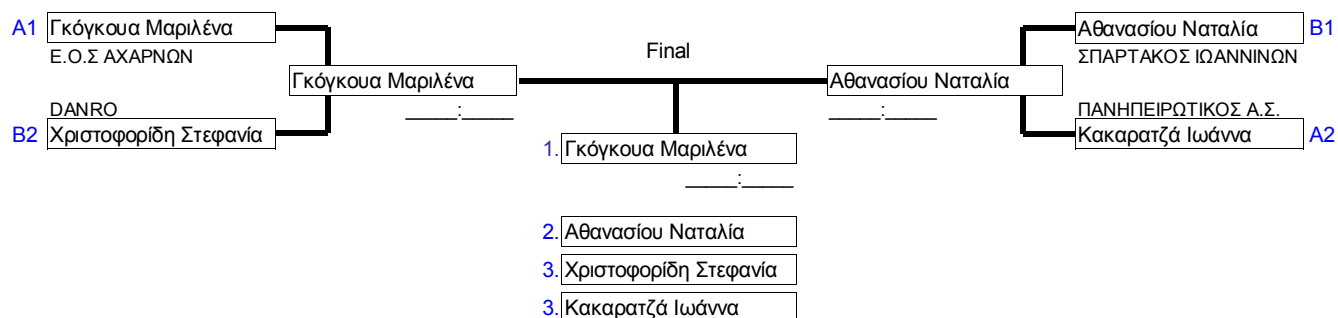 A1 Γκόγκουα Μαριλένα
Ε.Ο.Σ ΑΧΑΡΝΩΝ
Γκόγκουα Μαριλένα
_____:_____
DANRO
B2 Χριστοφορίδη Στεφανία
Final
Αθανασίου Ναταλία B1
ΣΠΑΡΤΑΚΟΣ ΙΩΑΝΝΙΝΩΝ
Αθανασίου Ναταλία
_____:_____
ΠΑΝΗΠΕΙΡΩΤΙΚΟΣ Α.Σ.
Κακαρατζά Ιωάννα A2
1. Γκόγκουα Μαριλένα
_____:_____
2. Αθανασίου Ναταλία
3. Χριστοφορίδη Στεφανία
3. Κακαρατζά Ιωάννα